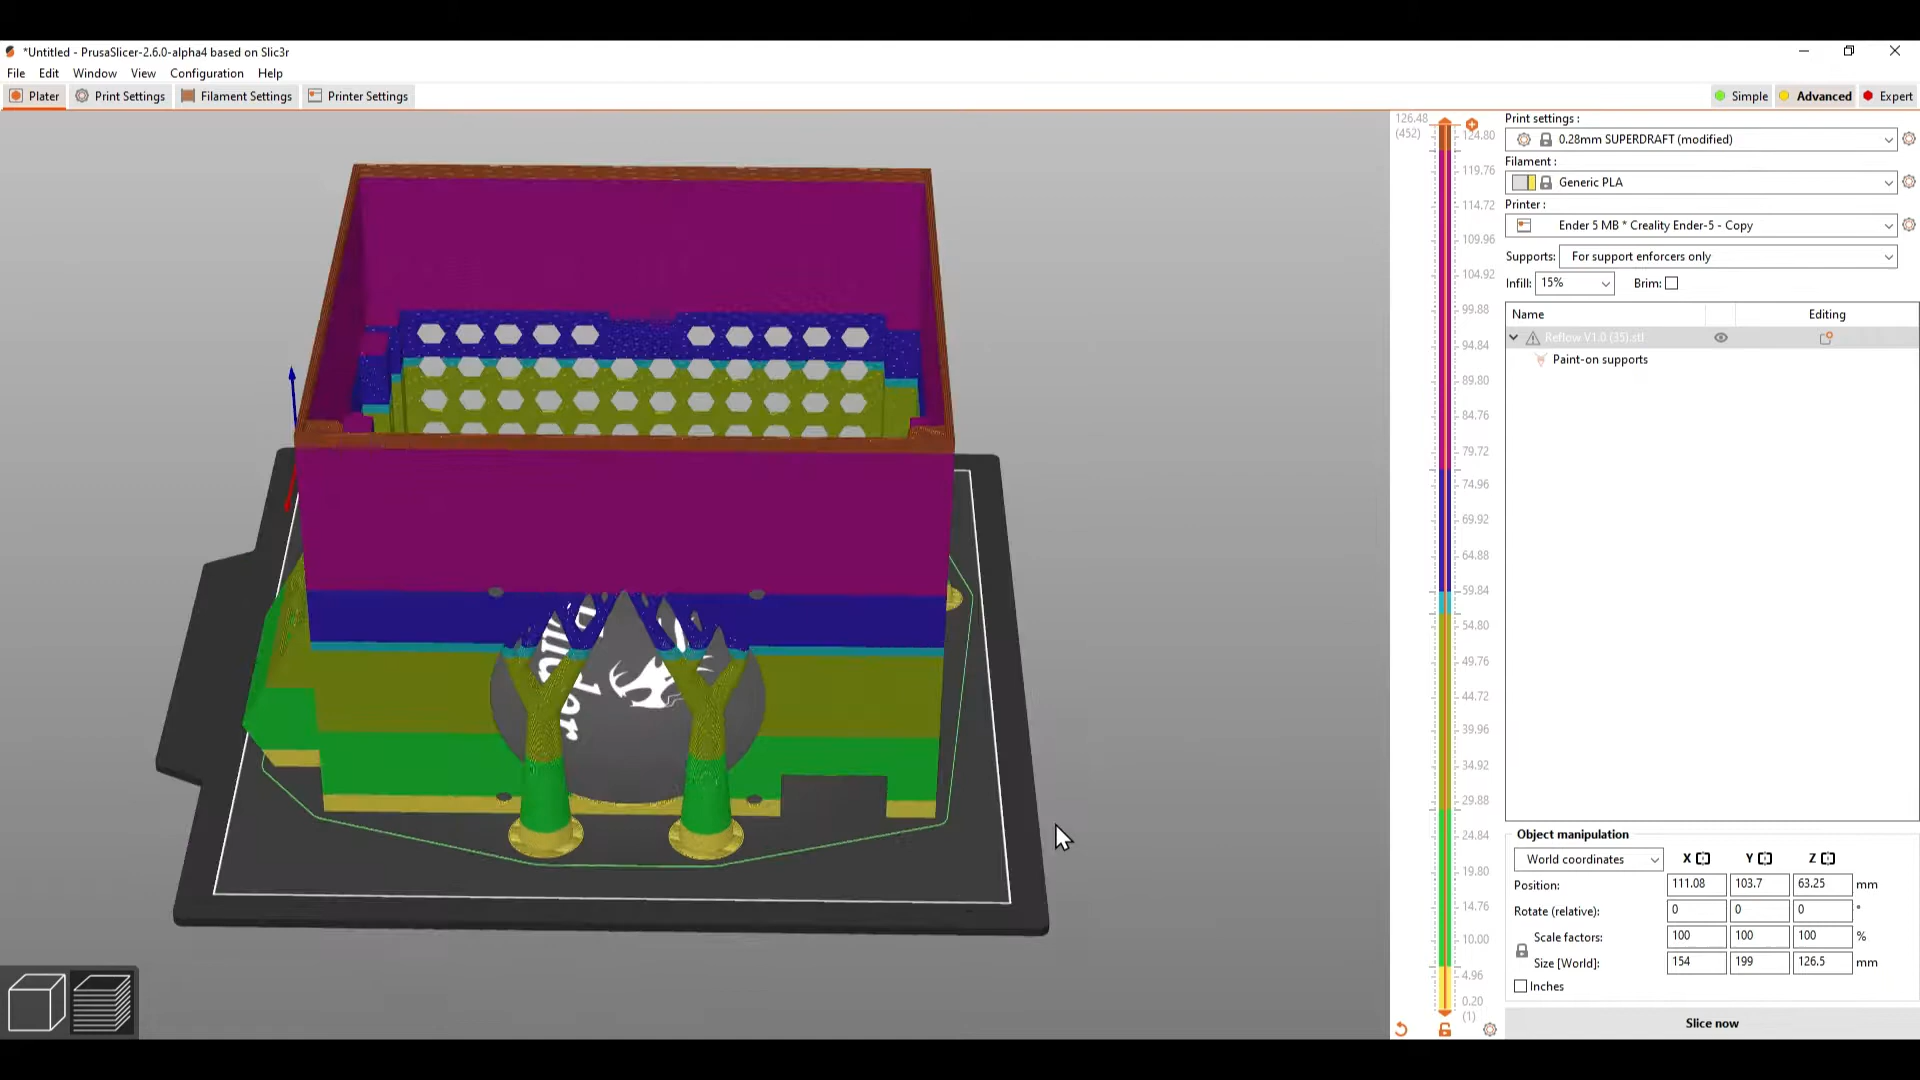 *Untitled - PrusaSlicer-2.6.0-alpha4 based on Slic3r
File Edit Window View Configuration Help
Plater Print Settings Filament Settings Printer Settings
Simple Advanced Expert
126.48
(452)
124.80
119.76
114.72
109.96
104.92
99.88
94.84
89.80
84.76
79.72
74.96
69.92
64.88
59.84
54.80
49.76
44.72
39.96
34.92
29.88
24.84
19.80
14.76
10.00
4.96
0.20
(1)
Print settings :
0.28mm SUPERDRAFT (modified)
Filament :
Generic PLA
Printer :
Ender 5 MB * Creality Ender-5 - Copy
Supports: For support enforcers only
Infill: 15% Brim:
Name Editing
Reflow V1.0 (35).stl
Paint-on supports
Object manipulation
World coordinates X Y Z
Position: 111.08 103.7 63.25 mm
Rotate (relative): 0 0 0 °
Scale factors: 100 100 100 %
Size [World]: 154 199 126.5 mm
Inches
Slice now